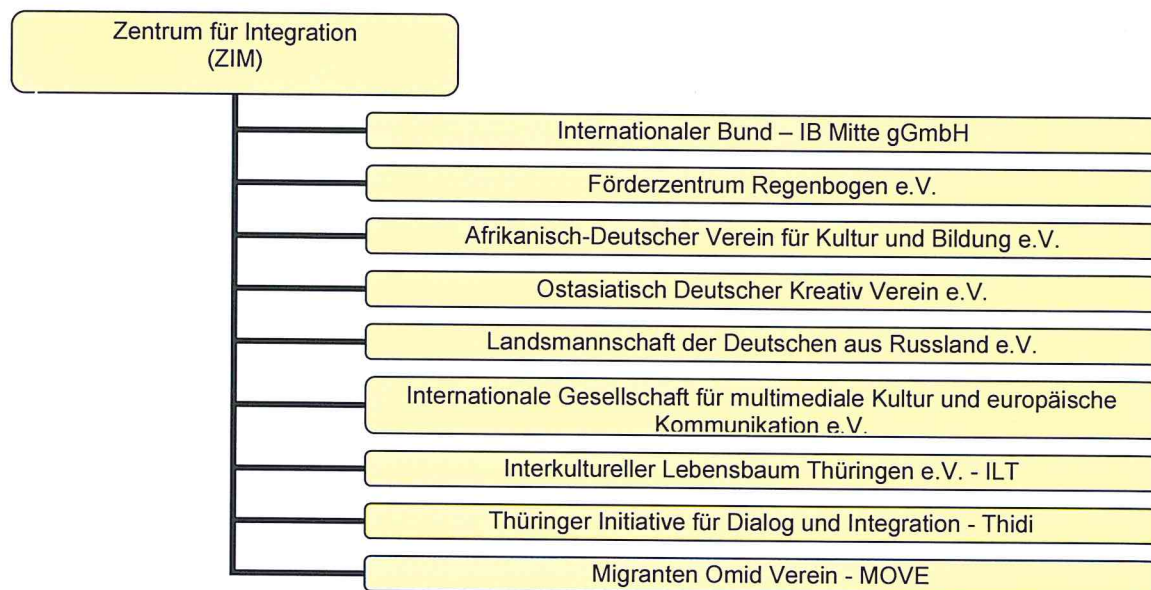 Zentrum für Integration
(ZIM)
Internationaler Bund – IB Mitte gGmbH
Förderzentrum Regenbogen e.V.
Afrikanisch-Deutscher Verein für Kultur und Bildung e.V.
Ostasiatisch Deutscher Kreativ Verein e.V.
Landsmannschaft der Deutschen aus Russland e.V.
Internationale Gesellschaft für multimediale Kultur und europäische
Kommunikation e.V.
Interkultureller Lebensbaum Thüringen e.V. - ILT
Thüringer Initiative für Dialog und Integration - Thidi
Migranten Omid Verein - MOVE